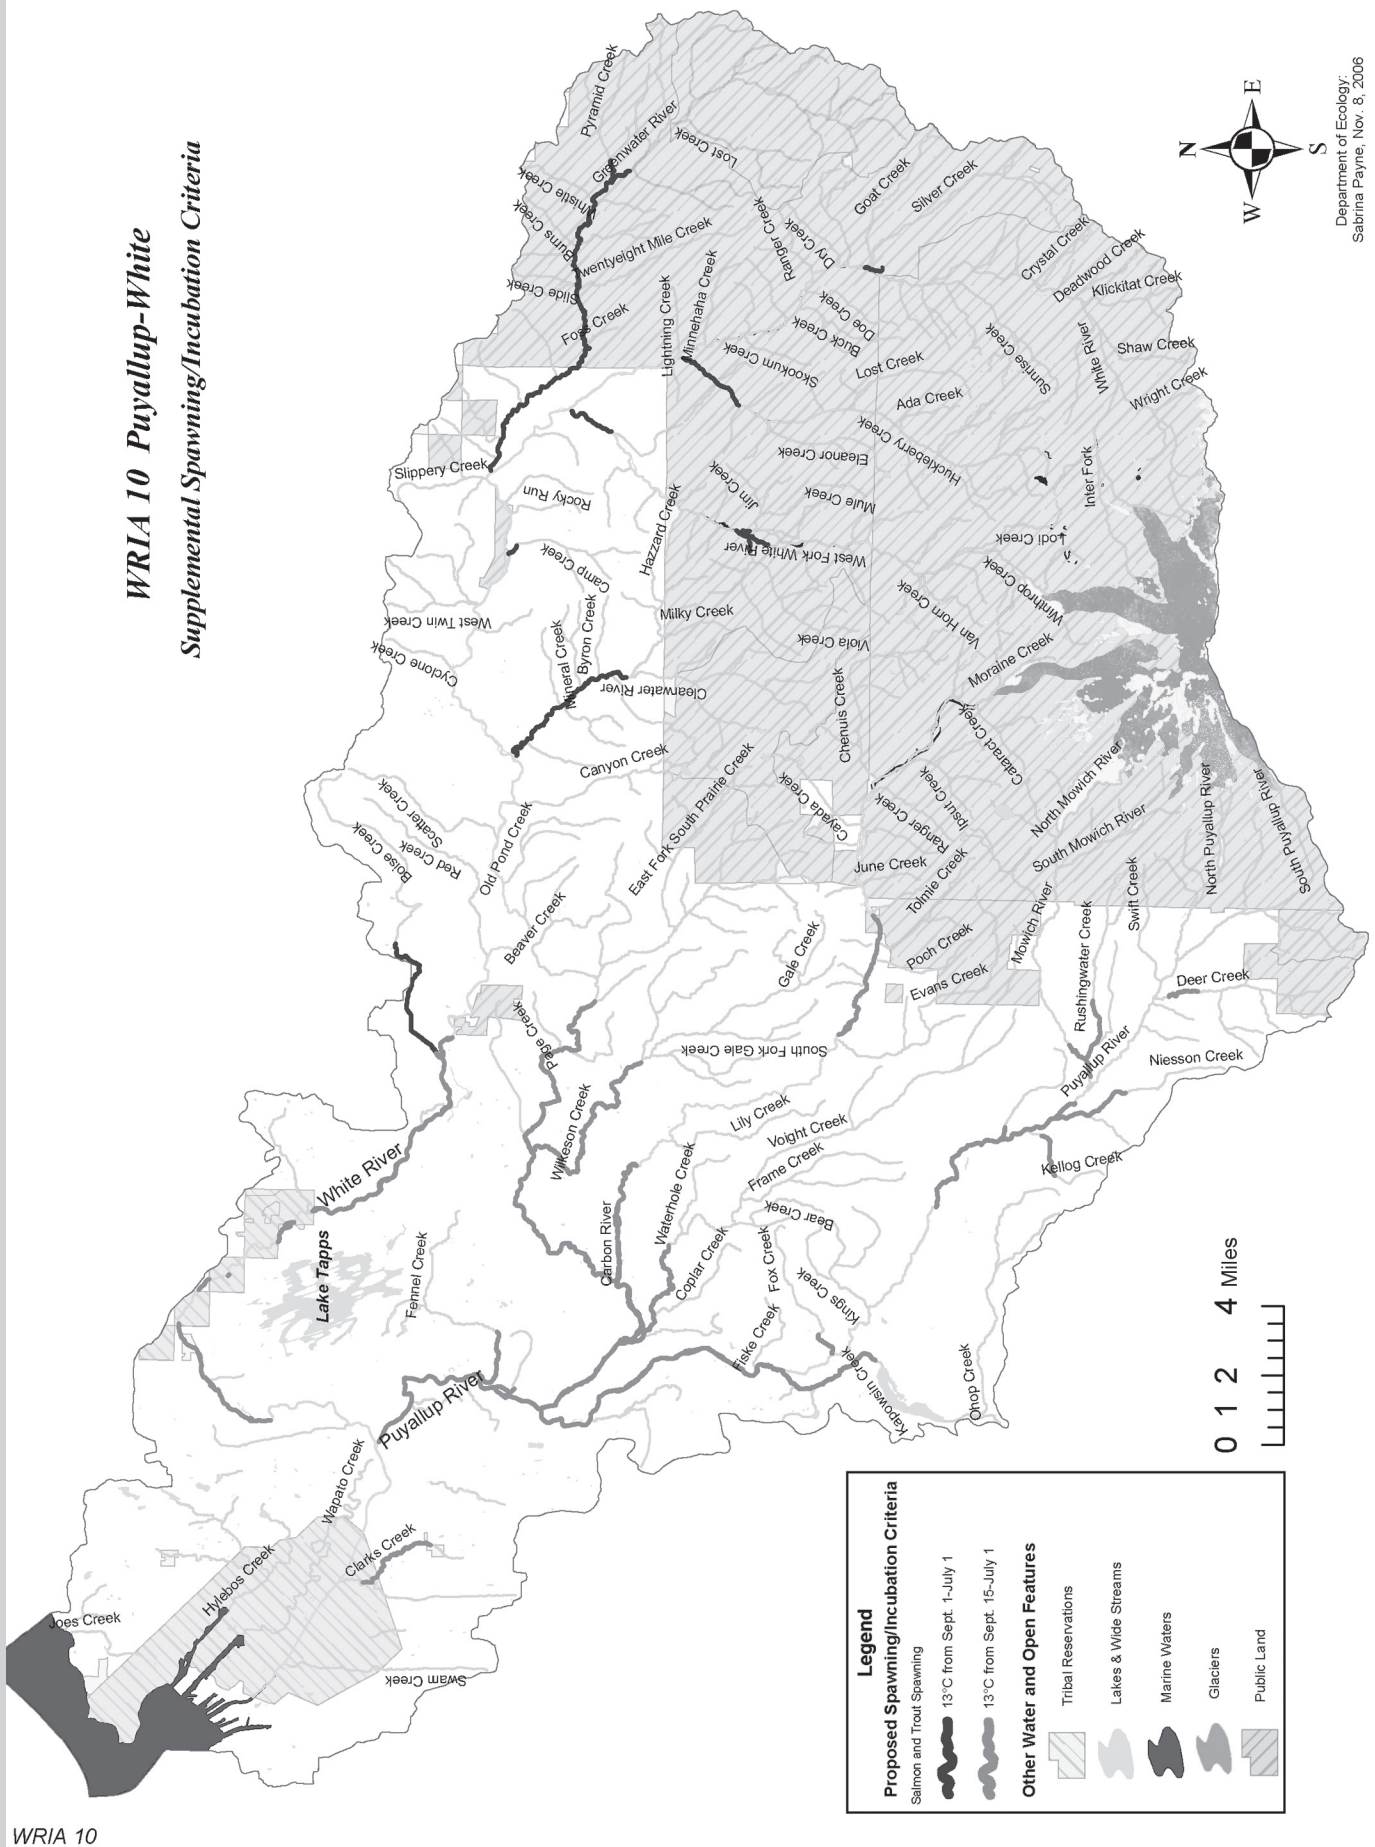 WRIA 10 Puyallup-White
Supplemental Spawning/Incubation Criteria
Pyramid Creek
Greenwater River
Lost Creek
Whistle Creek
Burns Creek
Twentyeight Mile Creek
Slide Creek
Foss Creek
Ranger Creek
Dry Creek
Goat Creek
Silver Creek
Lightning Creek
Minnehaha Creek
Doe Creek
Buck Creek
Skookum Creek
Lost Creek
Crystal Creek
Deadwood Creek
Klickitat Creek
Sunrise Creek
White River
Shaw Creek
Wright Creek
Ada Creek
Huckleberry Creek
Eleanor Creek
Mule Creek
Jim Creek
Slippery Creek
Rocky Run
Hazzard Creek
West Fork White River
Inter Fork
Lodi Creek
Winthrop Creek
Van Horn Creek
Moraine Creek
Camp Creek
West Twin Creek
Cyclone Creek
Mineral Creek
Byron Creek
Milky Creek
Viola Creek
Clearwater River
Chenuis Creek
Canyon Creek
Cataract Creek
Ipsut Creek
Ranger Creek
Cayada Creek
East Fork South Prairie Creek
North Mowich River
South Mowich River
North Puyallup River
South Puyallup River
Scatter Creek
Red Creek
Boise Creek
Old Pond Creek
June Creek
Tolmie Creek
Mowich River
Swift Creek
Beaver Creek
Gale Creek
Poch Creek
Evans Creek
Rushingwater Creek
Deer Creek
Page Creek
South Fork Gale Creek
Puyallup River
Niesson Creek
Wilkeson Creek
Lily Creek
Voight Creek
Frame Creek
Kellog Creek
White River
Lake Tapps
Fennel Creek
Carbon River
Waterhole Creek
Coplar Creek
Bear Creek
Fox Creek
Kings Creek
Fiske Creek
Kapowsin Creek
Ohop Creek
Puyallup River
Wapato Creek
Clarks Creek
Hylebos Creek
Joes Creek
Swam Creek
N
W
E
S
Department of Ecology:
Sabrina Payne, Nov. 8, 2006
0 1 2 4 Miles
Legend
Proposed Spawning/Incubation Criteria
Salmon and Trout Spawning
13°C from Sept. 1-July 1
13°C from Sept. 15-July 1
Other Water and Open Features
Tribal Reservations
Lakes & Wide Streams
Marine Waters
Glaciers
Public Land
WRIA 10